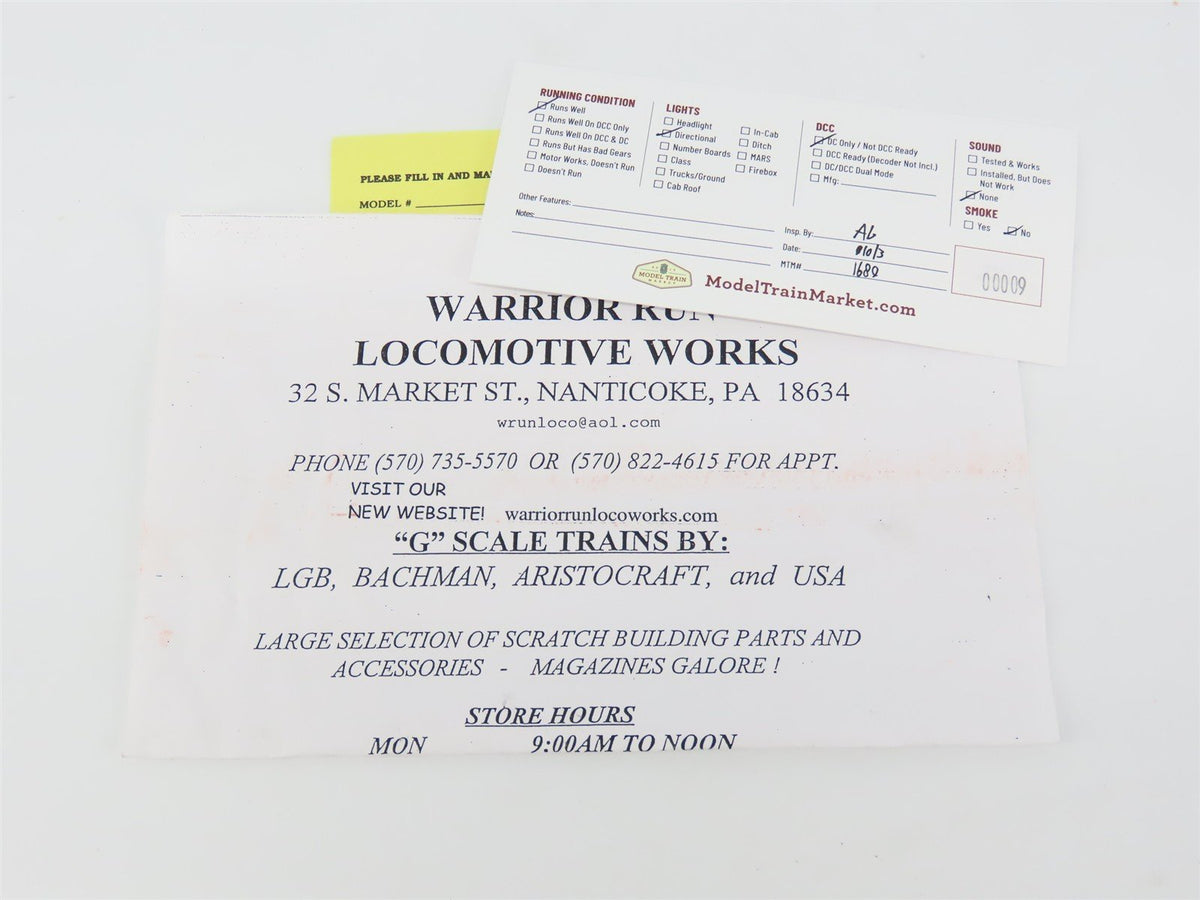 RUNNING CONDITION
Runs Well
Runs Well On DCC Only
Runs Well On DCC & DC
Runs But Has Bad Gears
Motor Works, Doesn't Run
Doesn't Run
LIGHTS
Headlight
Directional
Number Boards
Class
Trucks/Ground
Cab Roof
In-Cab
Ditch
MARS
Firebox
DCC
DC Only / Not DCC Ready
DCC Ready (Decoder Not Incl.)
DC/DCC Dual Mode
Mfg:
SOUND
Tested & Works
Installed, But Does
Not Work
None
SMOKE
Yes No
Other Features:
Notes:
Insp. By: AL
Date:
MTM# 1680
00009
MODEL TRAIN
MARKET
ModelTrainMarket.com
PLEASE FILL IN AND
MODEL #
WARRIOR RUN
LOCOMOTIVE WORKS
32 S. MARKET ST., NANTICOKE, PA 18634
wrunloco@aol.com
PHONE (570) 735-5570 OR (570) 822-4615 FOR APPT.
VISIT OUR
NEW WEBSITE! warriorrunlocoworks.com
"G" SCALE TRAINS BY:
LGB, BACHMAN, ARISTOCRAFT, and USA
LARGE SELECTION OF SCRATCH BUILDING PARTS AND
ACCESSORIES - MAGAZINES GALORE !
STORE HOURS
MON 9:00AM TO NOON